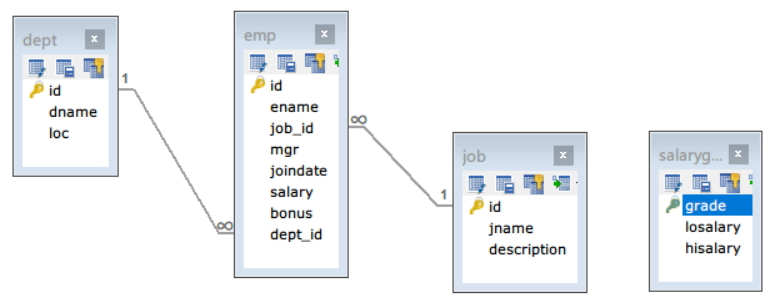 dept
x
id
dname
loc
1
∞
emp
x
id
ename
job_id
mgr
joindate
salary
bonus
dept_id
∞
1
job
x
id
jname
description
salaryg...
x
grade
losalary
hisalary